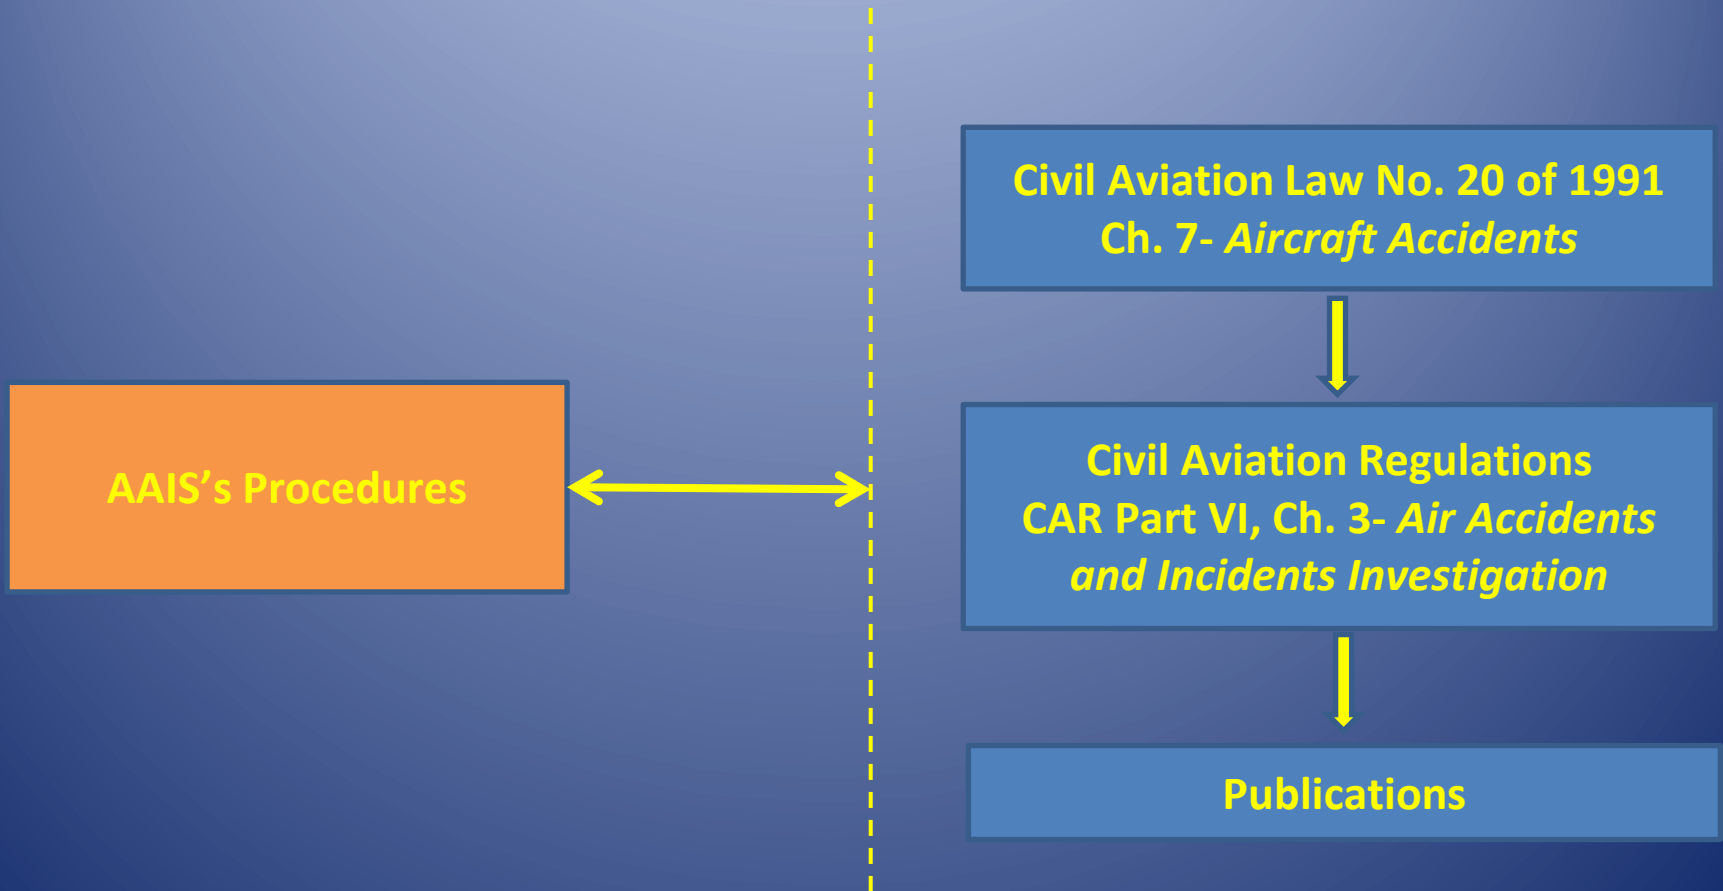 Civil Aviation Law No. 20 of 1991
Ch. 7- Aircraft Accidents
AAIS’s Procedures
Civil Aviation Regulations
CAR Part VI, Ch. 3- Air Accidents
and Incidents Investigation
Publications